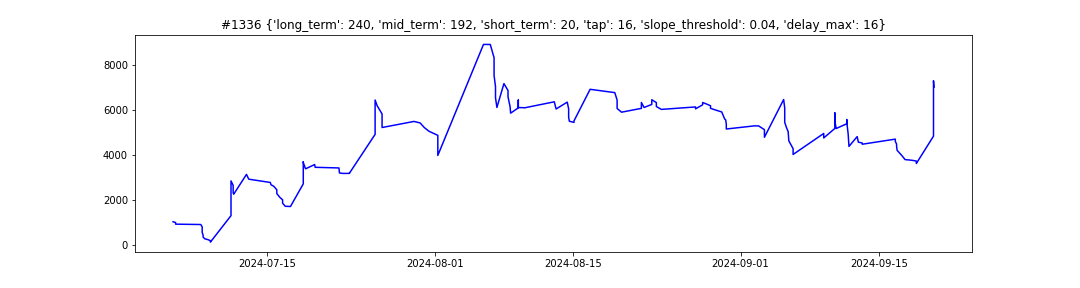 #1336 {'long_term': 240, 'mid_term': 192, 'short_term': 20, 'tap': 16, 'slope_threshold': 0.04, 'delay_max': 16}
8000
6000
4000
2000
0
2024-07-15 2024-08-01 2024-08-15 2024-09-01 2024-09-15